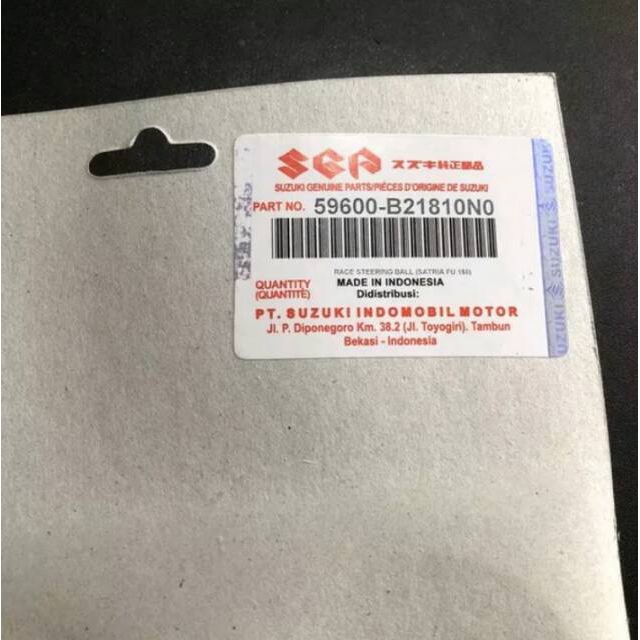 SGP スズキ純正部品
SUZUKI GENUINE PARTS/PIÈCES D'ORIGINE DE SUZUKI
PART NO. 59600-B21810N0
RACE STEERING BALL (SATRIA FU 150)
QUANTITY MADE IN INDONESIA
(QUANTITÉ) Didistribusi:
PT. SUZUKI INDOMOBIL MOTOR
Jl. P. Diponegoro Km. 38.2 (Jl. Toyogiri). Tambun
Bekasi - Indonesia
UZUKI SUZUKI SUZUK